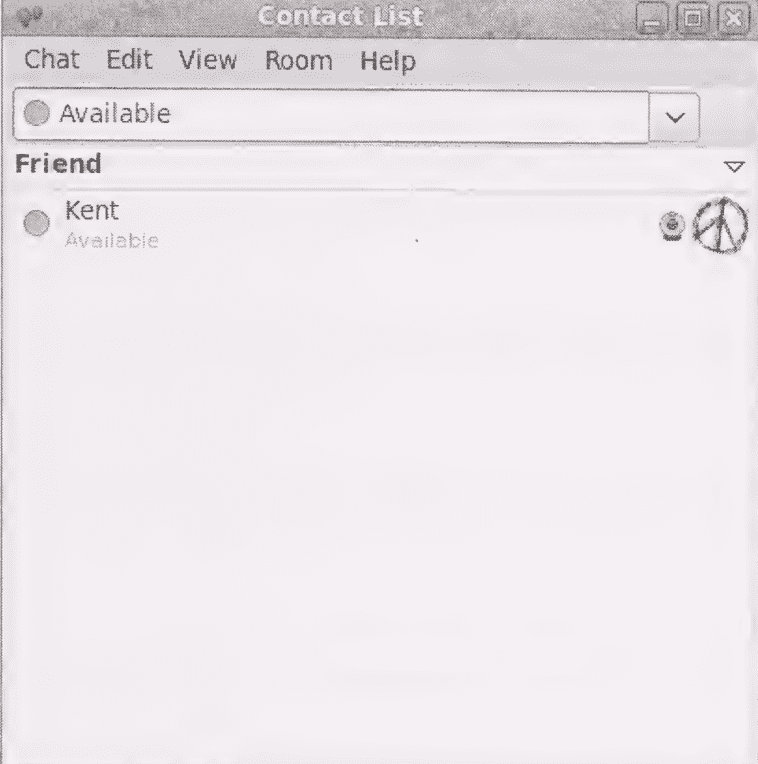 Contact List
Chat Edit View Room Help
Available
Friend
Kent
Available